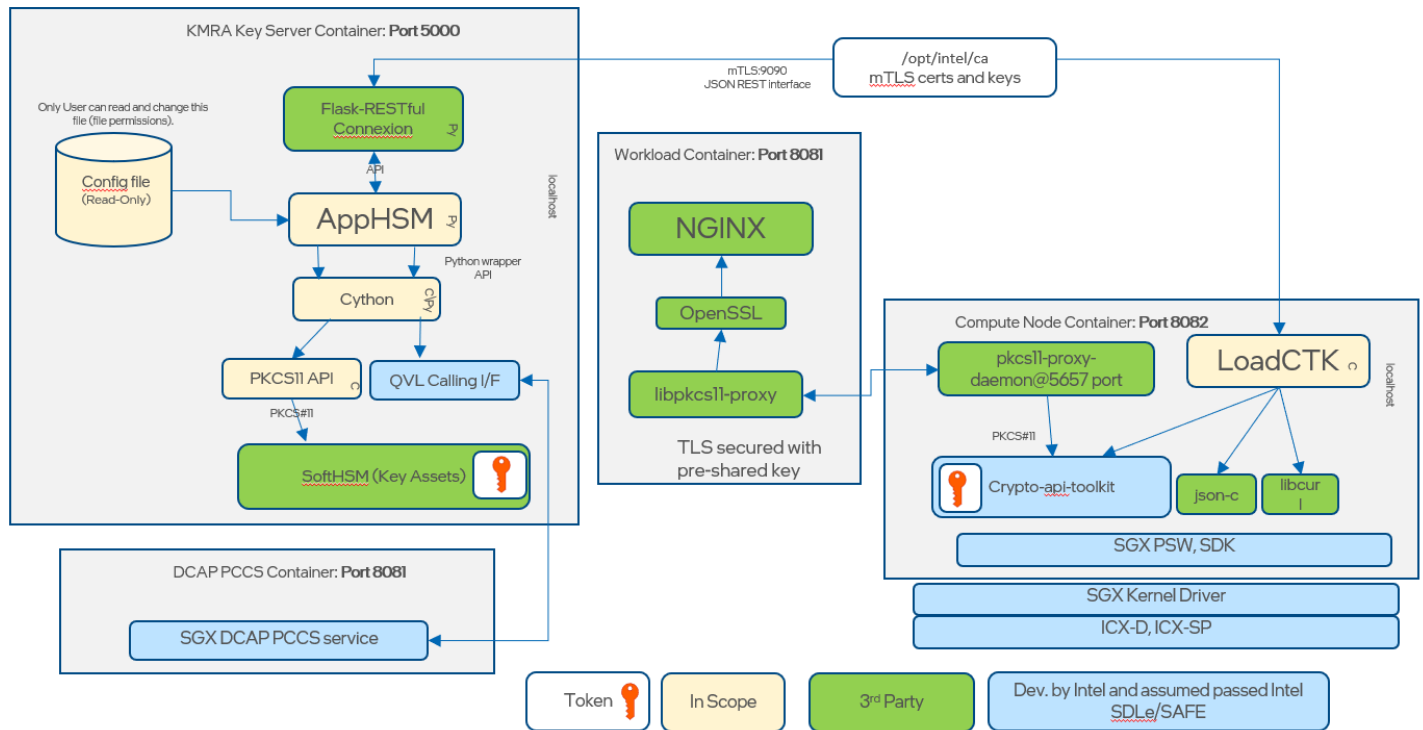 KMRA Key Server Container: Port 5000
Only User can read and change this
file (file permissions).
Config file
(Read-Only)
Flask-RESTful
Connexion
Py
API
localhost
AppHSM
Py
Python wrapper
API
Cython
C\Py
PKCS11 API
C
QVL Calling I/F
PKCS#11
SoftHSM (Key Assets)
DCAP PCCS Container: Port 8081
SGX DCAP PCCS service
mTLS:9090
JSON REST interface
/opt/intel/ca
mTLS certs and keys
Workload Container: Port 8081
NGINX
OpenSSL
libpkcs11-proxy
TLS secured with
pre-shared key
Compute Node Container: Port 8082
pkcs11-proxy-
daemon@5657 port
LoadCTK
C
localhost
PKCS#11
Crypto-api-toolkit
json-c
libcur
l
SGX PSW, SDK
SGX Kernel Driver
ICX-D, ICX-SP
Token
In Scope
3rd Party
Dev. by Intel and assumed passed Intel
SDLe/SAFE